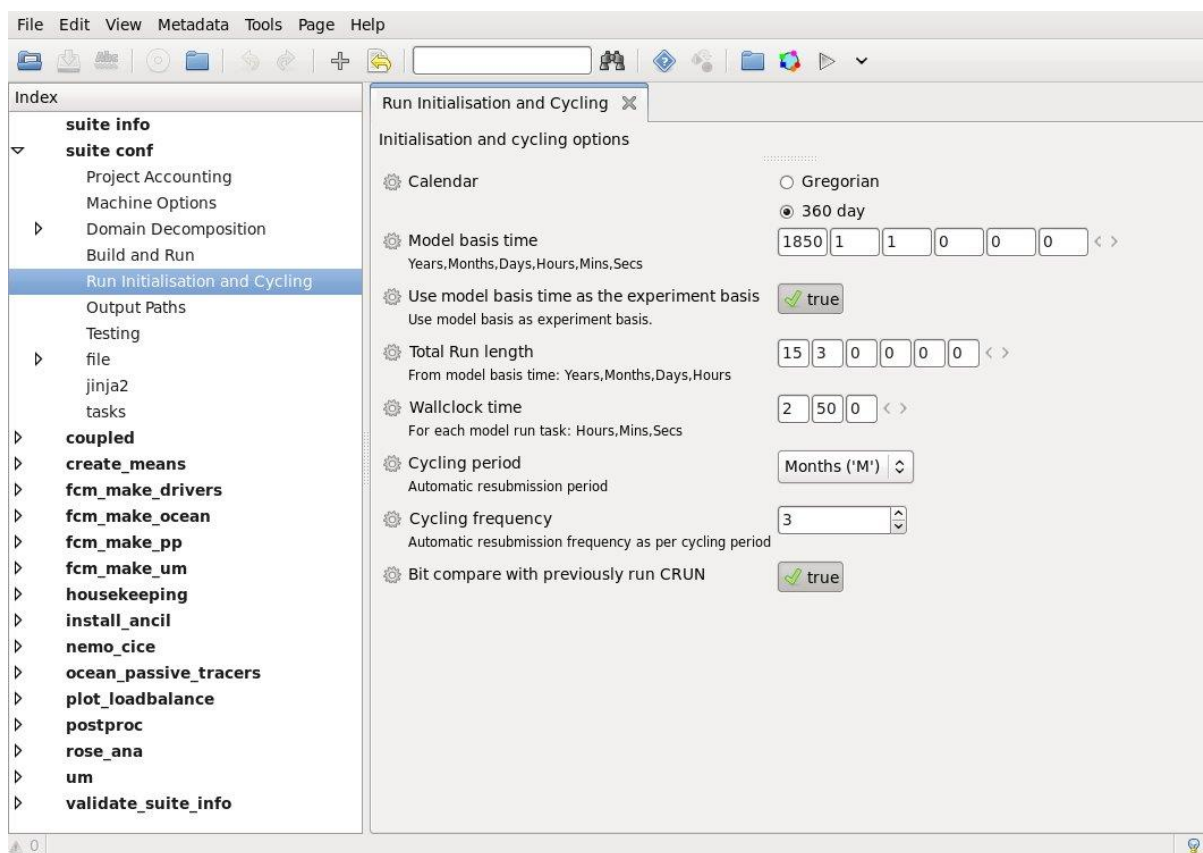 File Edit View Metadata Tools Page Help
Abc
Index
suite info
suite conf
Project Accounting
Machine Options
Domain Decomposition
Build and Run
Run Initialisation and Cycling
Output Paths
Testing
file
jinja2
tasks
coupled
create_means
fcm_make_drivers
fcm_make_ocean
fcm_make_pp
fcm_make_um
housekeeping
install_ancil
nemo_cice
ocean_passive_tracers
plot_loadbalance
postproc
rose_ana
um
validate_suite_info
0
Run Initialisation and Cycling
Initialisation and cycling options
Calendar
Gregorian
360 day
Model basis time
1850 1 1 0 0 0
Years,Months,Days,Hours,Mins,Secs
Use model basis time as the experiment basis
true
Use model basis as experiment basis.
Total Run length
15 3 0 0 0 0
From model basis time: Years,Months,Days,Hours
Wallclock time
2 50 0
For each model run task: Hours,Mins,Secs
Cycling period
Months ('M')
Automatic resubmission period
Cycling frequency
3
Automatic resubmission frequency as per cycling period
Bit compare with previously run CRUN
true